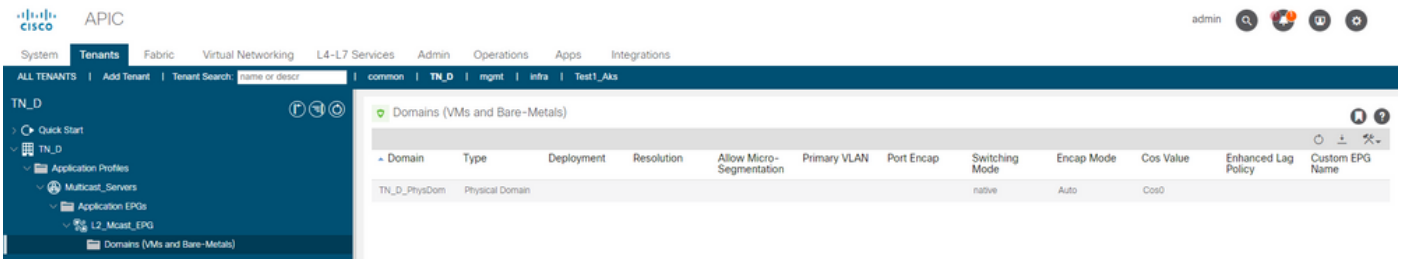 cisco APIC admin
System Tenants Fabric Virtual Networking L4-L7 Services Admin Operations Apps Integrations
ALL TENANTS | Add Tenant | Tenant Search: name or descr | common | TN_D | mgmt | infra | Test1_Aks
TN_D
Quick Start
TN_D
Application Profiles
Multicast_Servers
Application EPGs
L2_Mcast_EPG
Domains (VMs and Bare-Metals)
Domains (VMs and Bare-Metals)
Domain Type Deployment Resolution Allow Micro-Segmentation Primary VLAN Port Encap Switching Mode Encap Mode Cos Value Enhanced Lag Policy Custom EPG Name
TN_D_PhysDom Physical Domain native Auto Cos0